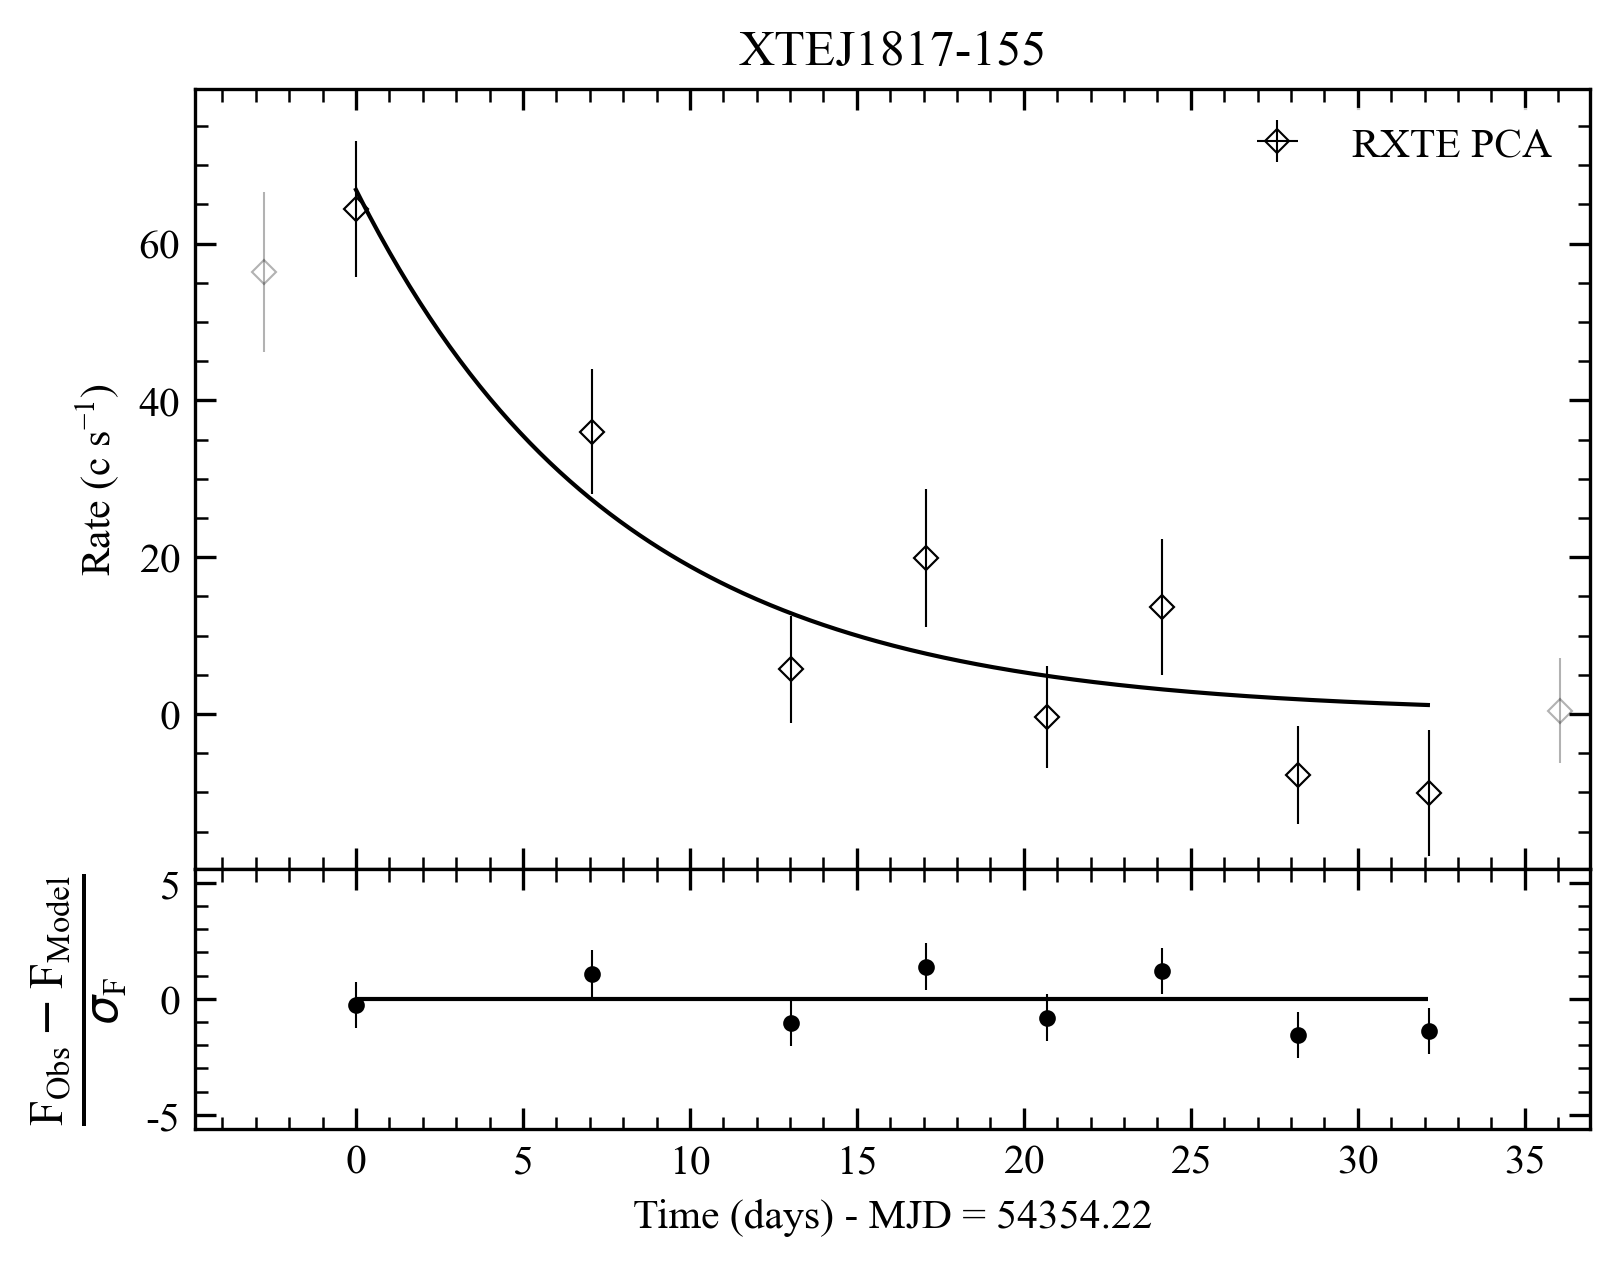 XTEJ1817-155
RXTE PCA
Rate (c s⁻¹)
60
40
20
0
F_Obs − F_Model
σ_F
5
0
-5
0 5 10 15 20 25 30 35
Time (days) - MJD = 54354.22